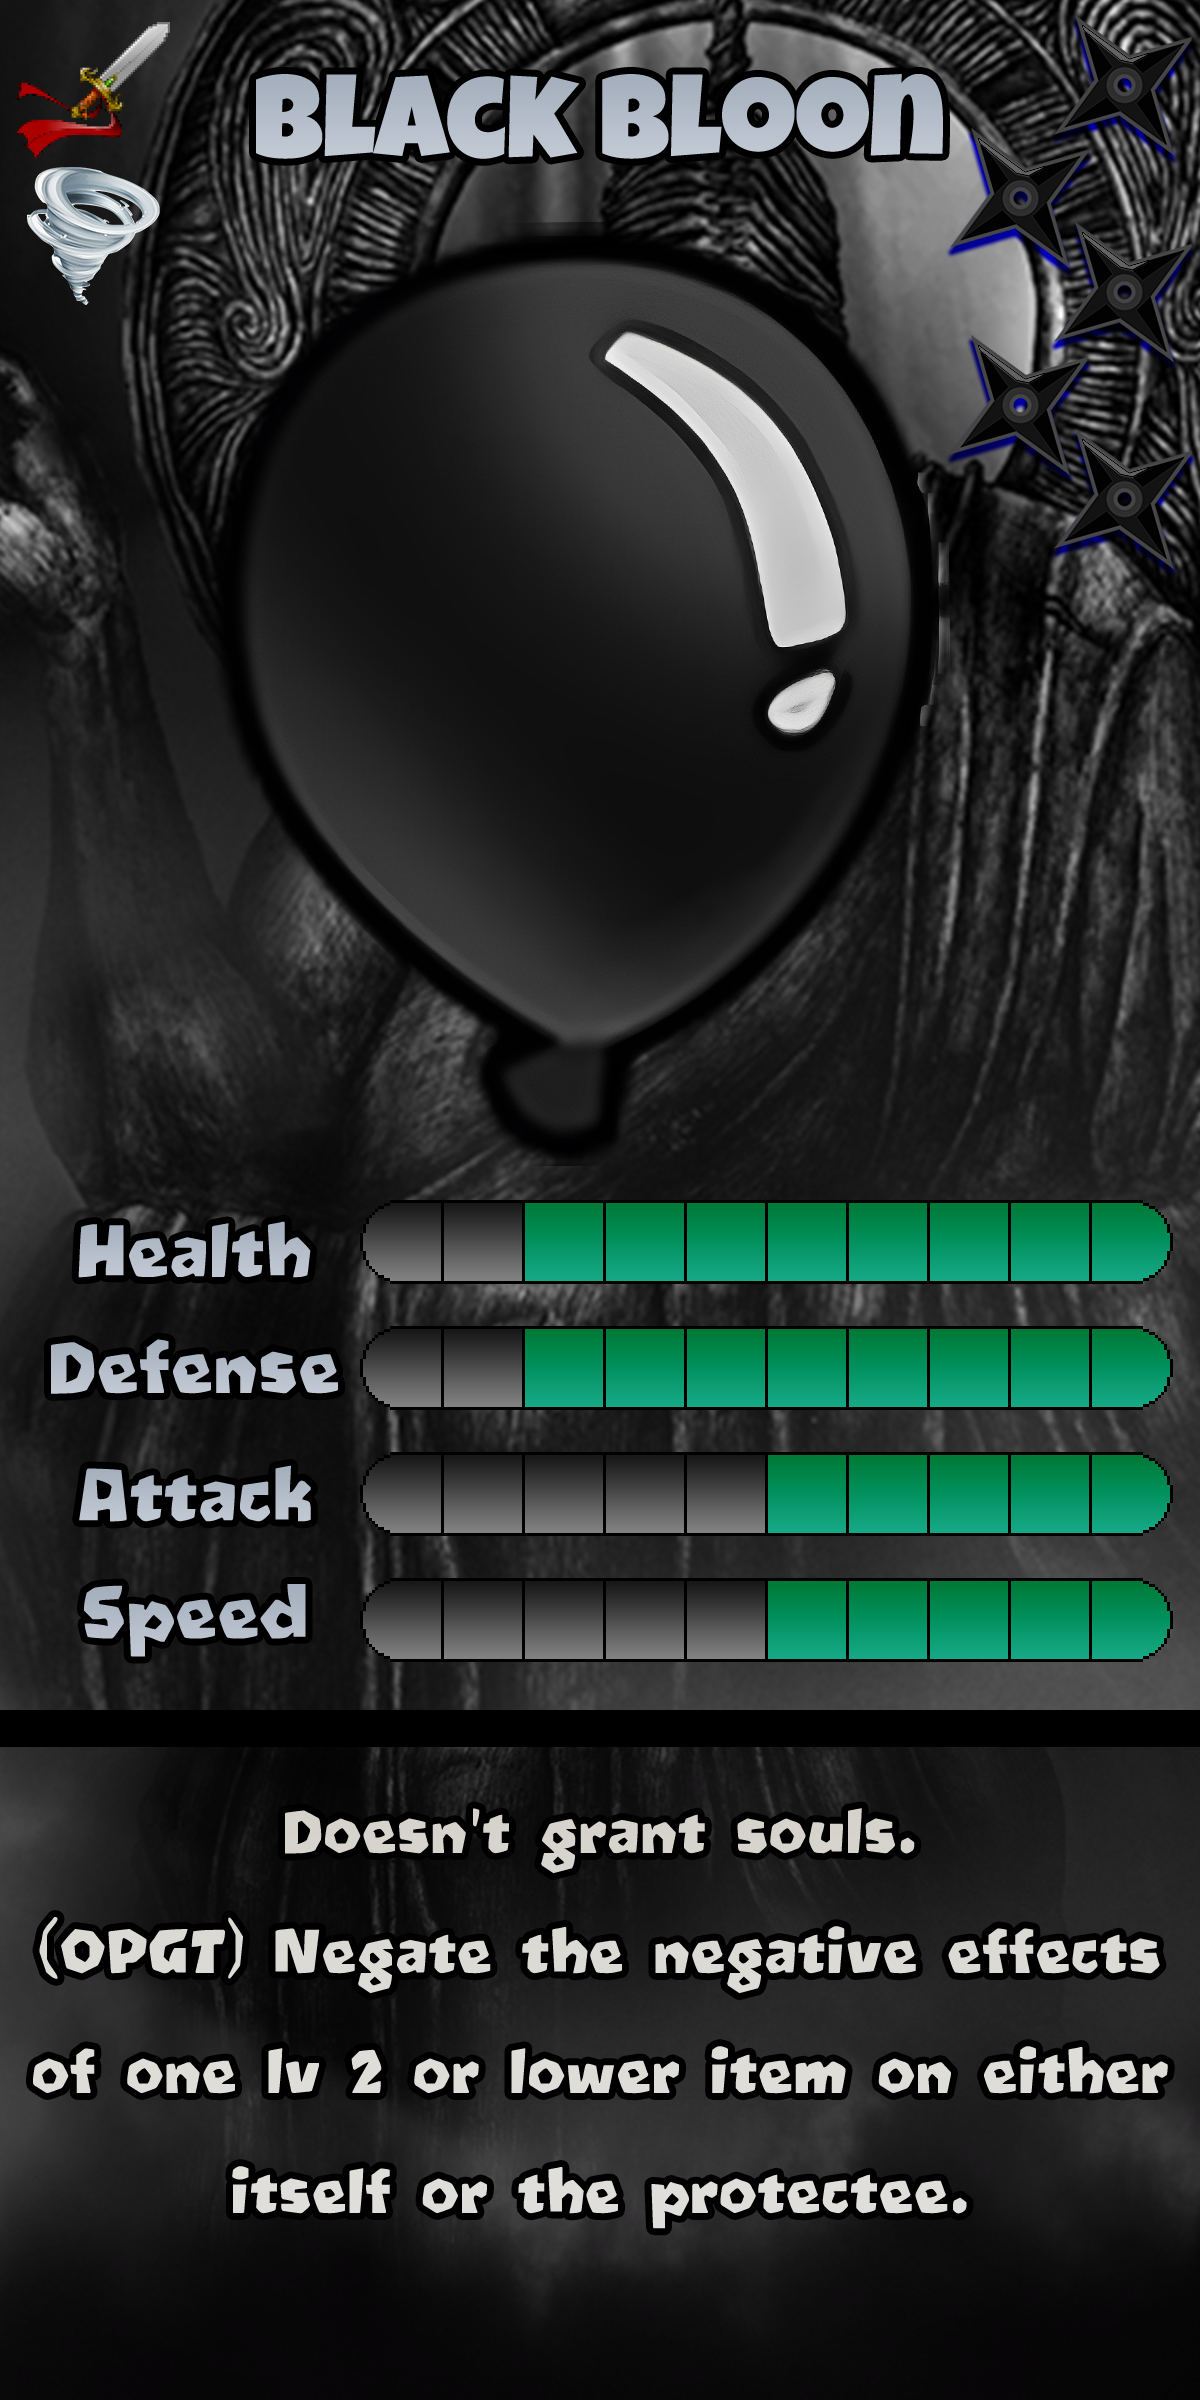 BLACK BLOON
Health
Defense
Attack
Speed
Doesn't grant souls.
(OPGT) Negate the negative effects
of one lv 2 or lower item on either
itself or the protectee.